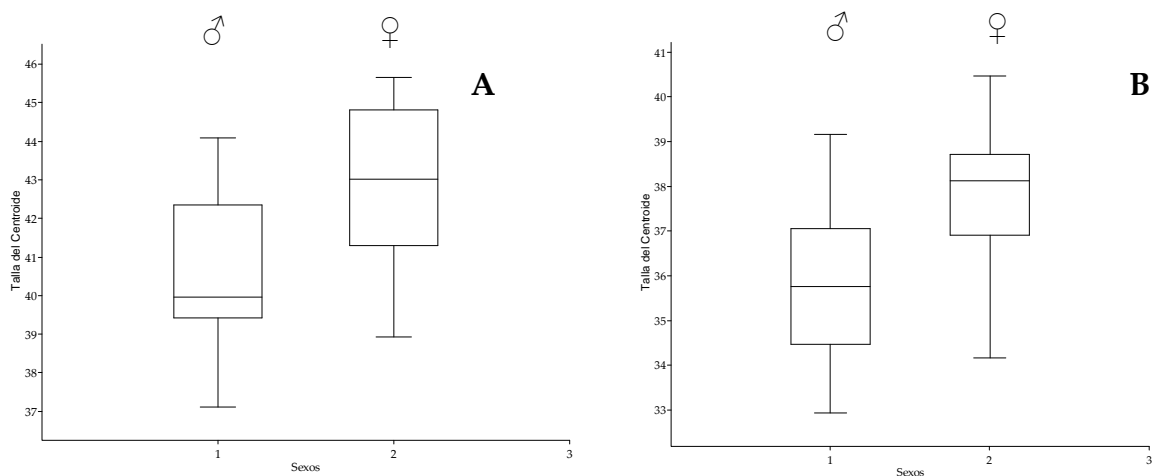 ♂ ♀
A
46
45
44
43
42
41
40
39
38
37
Talla del Centroide
1 2 3
Sexos
♂ ♀
B
41
40
39
38
37
36
35
34
33
Talla del Centroide
1 2 3
Sexos